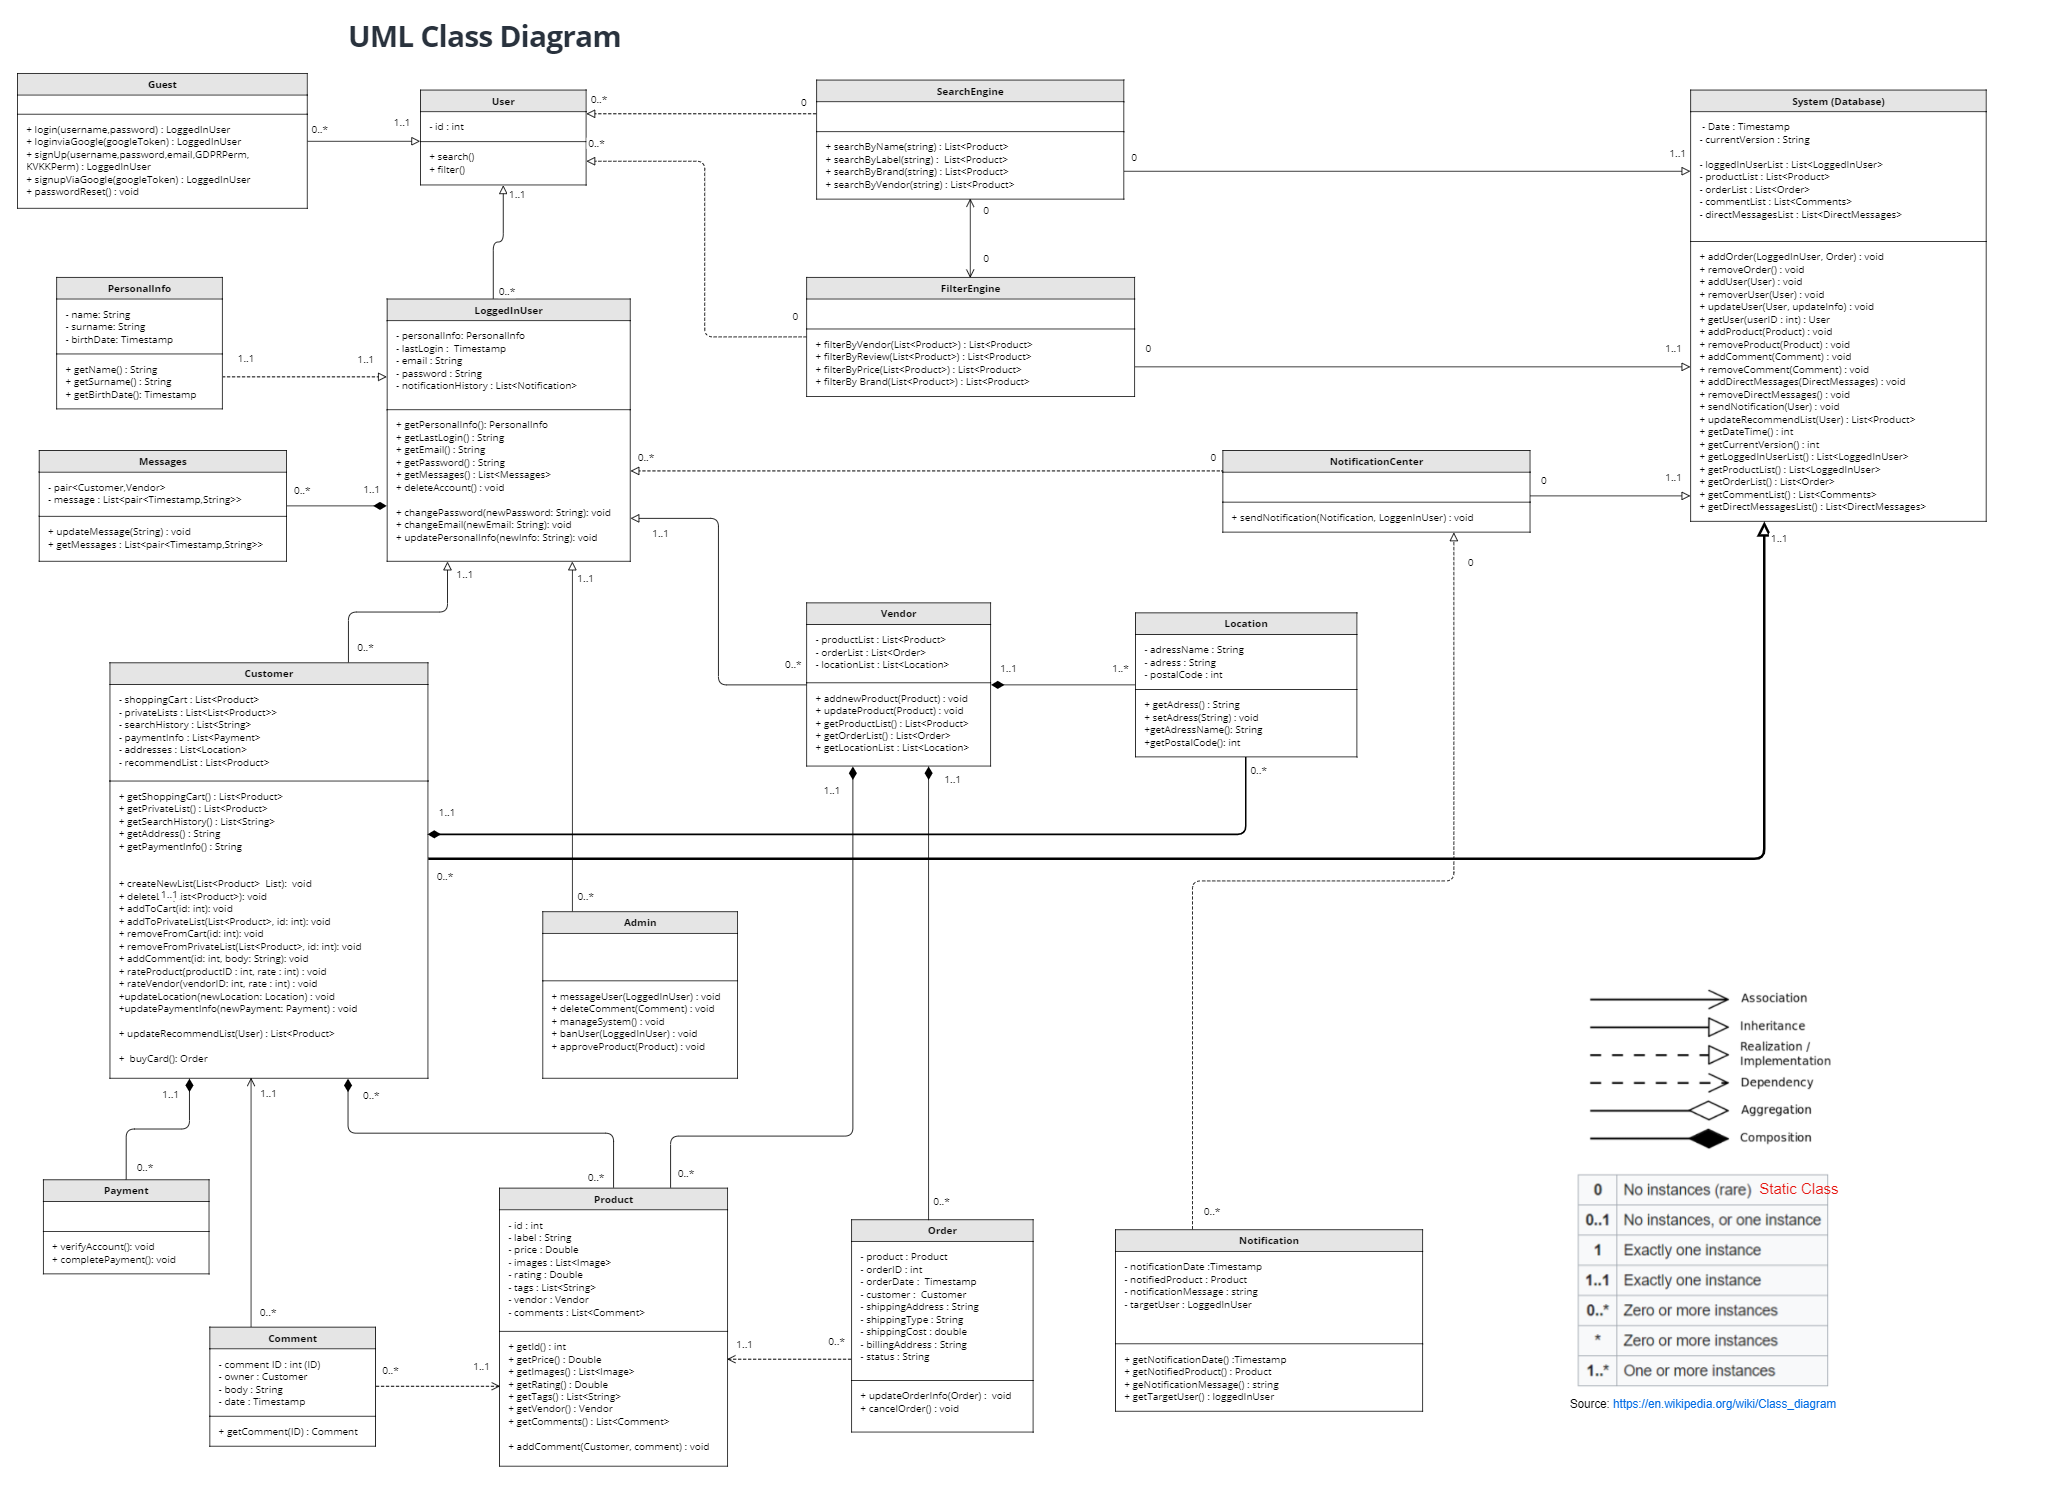 UML Class Diagram
Guest
+ login(username,password) : LoggedInUser
+ loginviaGoogle(googleToken) : LoggedInUser
+ signUp(username,password,email,GDPRPerm,
KVKKPerm) : LoggedInUser
+ signupViaGoogle(googleToken) : LoggedInUser
+ passwordReset() : void
0..*
1..1
User
- id : int
+ search()
+ filter()
0..*
0
0..*
1..1
SearchEngine
+ searchByName(string) : List<Product>
+ searchByLabel(string) :  List<Product>
+ searchByBrand(string) : List<Product>
+ searchByVendor(string) : List<Product>
0
1..1
0
0
System (Database)
- Date : Timestamp
- currentVersion : String
- loggedInUserList : List<LoggedInUser>
- productList : List<Product>
- orderList : List<Order>
- commentList : List<Comments>
- directMessagesList : List<DirectMessages>
+ addOrder(LoggedInUser, Order) : void
+ removeOrder() : void
+ addUser(User) : void
+ removerUser(User) : void
+ updateUser(User, updateInfo) : void
+ getUser(userID : int) : User
+ addProduct(Product) : void
+ removeProduct(Product) : void
+ addComment(Comment) : void
+ removeComment(Comment) : void
+ addDirectMessages(DirectMessages) : void
+ removeDirectMessages() : void
+ sendNotification(User) : void
+ updateRecommendList(User) : List<Product>
+ getDateTime() : int
+ getCurrentVersion() : int
+ getLoggedInUserList() : List<LoggedInUser>
+ getProductList() : List<LoggedInUser>
+ getOrderList() : List<Order>
+ getCommentList() : List<Comments>
+ getDirectMessagesList() : List<DirectMessages>
1..1
PersonalInfo
- name: String
- surname: String
- birthDate: Timestamp
+ getName() : String
+ getSurname() : String
+ getBirthDate(): Timestamp
1..1
1..1
0..*
LoggedInUser
- personalInfo: PersonalInfo
- lastLogin :  Timestamp
- email : String
- password : String
- notificationHistory : List<Notification>
+ getPersonalInfo(): PersonalInfo
+ getLastLogin() : String
+ getEmail() : String
+ getPassword() : String
+ getMessages() : List<Messages>
+ deleteAccount() : void
+ changePassword(newPassword: String): void
+ changeEmail(newEmail: String): void
+ updatePersonalInfo(newInfo: String): void
0
FilterEngine
+ filterByVendor(List<Product>) : List<Product>
+ filterByReview(List<Product>) : List<Product>
+ filterByPrice(List<Product>) : List<Product>
+ filterBy Brand(List<Product>) : List<Product>
0
1..1
Messages
- pair<Customer,Vendor>
- message : List<pair<Timestamp,String>>
+ updateMessage(String) : void
+ getMessages : List<pair<Timestamp,String>>
0..*
1..1
0..*
0
NotificationCenter
+ sendNotification(Notification, LoggenInUser) : void
0
1..1
0
1..1
1..1
1..1
0..*
0..*
Vendor
- productList : List<Product>
- orderList : List<Order>
- locationList : List<Location>
+ addnewProduct(Product) : void
+ updateProduct(Product) : void
+ getProductList() : List<Product>
+ getOrderList() : List<Order>
+ getLocationList : List<Location>
1..1
1..*
1..1
1..1
Location
- adressName : String
- adress : String
- postalCode : int
+ getAdress() : String
+ setAdress(String) : void
+getAdressName(): String
+getPostalCode(): int
0..*
Customer
- shoppingCart : List<Product>
- privateLists : List<List<Product>>
- searchHistory : List<String>
- paymentInfo : List<Payment>
- addresses : List<Location>
- recommendList : List<Product>
+ getShoppingCart() : List<Product>
+ getPrivateList() : List<Product>
+ getSearchHistory() : List<String>
+ getAddress() : String
+ getPaymentInfo() : String
+ createNewList(List<Product>  List):  void
+ deleteL 1..1 ist<Product>): void
+ addToCart(id: int): void
+ addToPrivateList(List<Product>, id: int): void
+ removeFromCart(id: int): void
+ removeFromPrivateList(List<Product>, id: int): void
+ addComment(id: int, body: String): void
+ rateProduct(productID : int, rate : int) : void
+ rateVendor(vendorID: int, rate : int) : void
+updateLocation(newLocation: Location) : void
+updatePaymentInfo(newPayment: Payment) : void
+ updateRecommendList(User) : List<Product>
+  buyCard(): Order
1..1
0..*
1..1
1..1
0..*
0..*
Admin
+ messageUser(LoggedInUser) : void
+ deleteComment(Comment) : void
+ manageSystem() : void
+ banUser(LoggedInUser) : void
+ approveProduct(Product) : void
Association
Inheritance
Realization /
Implementation
Dependency
Aggregation
Composition
0..*
Payment
+ verifyAccount(): void
+ completePayment(): void
0..*
Comment
- comment ID : int (ID)
- owner : Customer
- body : String
- date : Timestamp
+ getComment(ID) : Comment
0..*
1..1
0..*
0..*
Product
- id : int
- label : String
- price : Double
- images : List<Image>
- rating : Double
- tags : List<String>
- vendor : Vendor
- comments : List<Comment>
+ getId() : int
+ getPrice() : Double
+ getImages() : List<Image>
+ getRating() : Double
+ getTags() : List<String>
+ getVendor() : Vendor
+ getComments() : List<Comment>
+ addComment(Customer, comment) : void
1..1
0..*
0..*
Order
- product : Product
- orderID : int
- orderDate :  Timestamp
- customer :  Customer
- shippingAddress : String
- shippingType : String
- shippingCost : double
- billingAddress : String
- status : String
+ updateOrderInfo(Order) :  void
+ cancelOrder() : void
0..*
Notification
- notificationDate :Timestamp
- notifiedProduct : Product
- notificationMessage : string
- targetUser : LoggedInUser
+ getNotificationDate() :Timestamp
+ getNotifiedProduct() : Product
+ geNotificationMessage() : string
+ getTargetUser() : loggedInUser
0 No instances (rare) Static Class
0..1 No instances, or one instance
1 Exactly one instance
1..1 Exactly one instance
0..* Zero or more instances
* Zero or more instances
1..* One or more instances
Source: https://en.wikipedia.org/wiki/Class_diagram